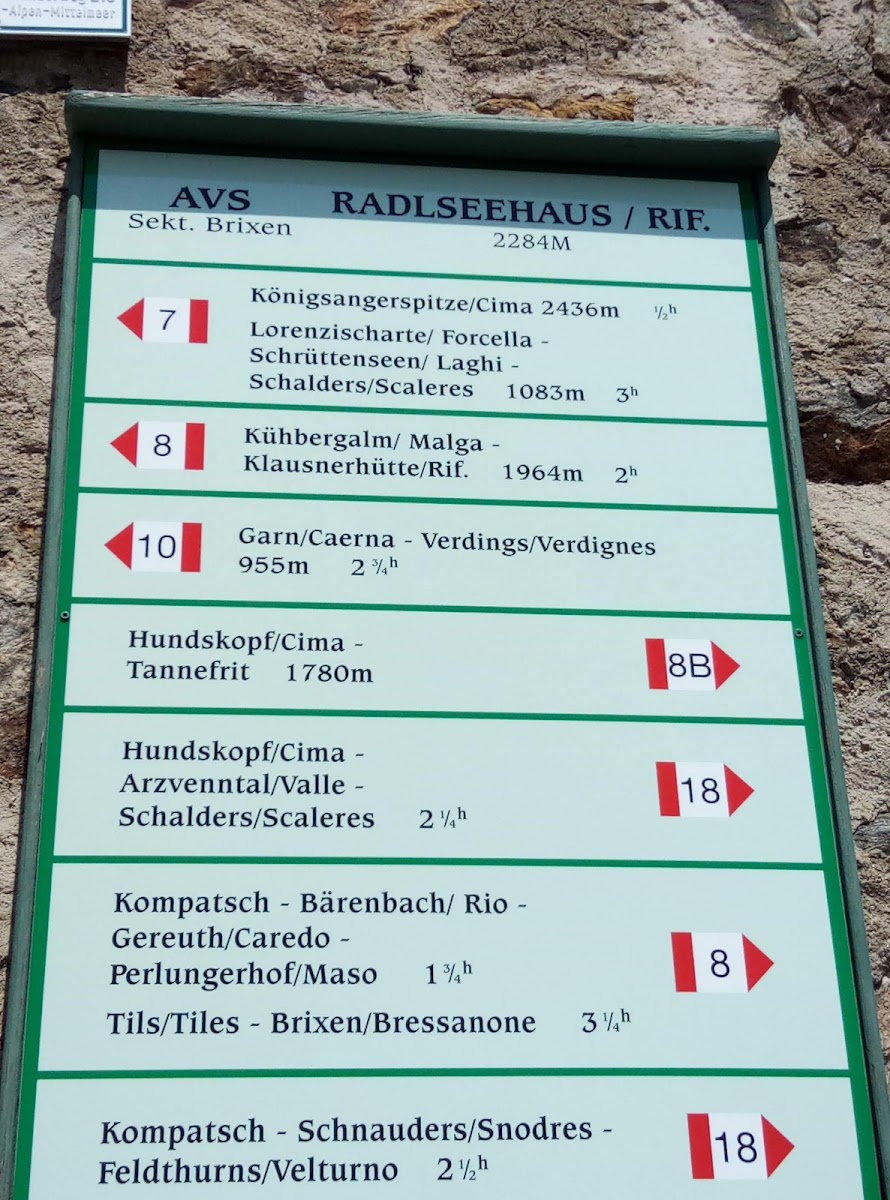 -Alpen-Mittelmeer
AVS RADLSEEHAUS / RIF.
Sekt. Brixen 2284M
7 Königsangerspitze/Cima 2436m ½h
Lorenzischarte/ Forcella -
Schrüttenseen/ Laghi -
Schalders/Scaleres 1083m 3h
8 Kühbergalm/ Malga -
Klausnerhütte/Rif. 1964m 2h
10 Garn/Caerna - Verdings/Verdignes
955m 2 ¾h
Hundskopf/Cima -
Tannefrit 1780m 8B
Hundskopf/Cima -
Arzvenntal/Valle - 18
Schalders/Scaleres 2 ¼h
Kompatsch - Bärenbach/ Rio -
Gereuth/Caredo - 8
Perlungerhof/Maso 1 ¾h
Tils/Tiles - Brixen/Bressanone 3 ¼h
Kompatsch - Schnauders/Snodres - 18
Feldthurns/Velturno 2 ½h